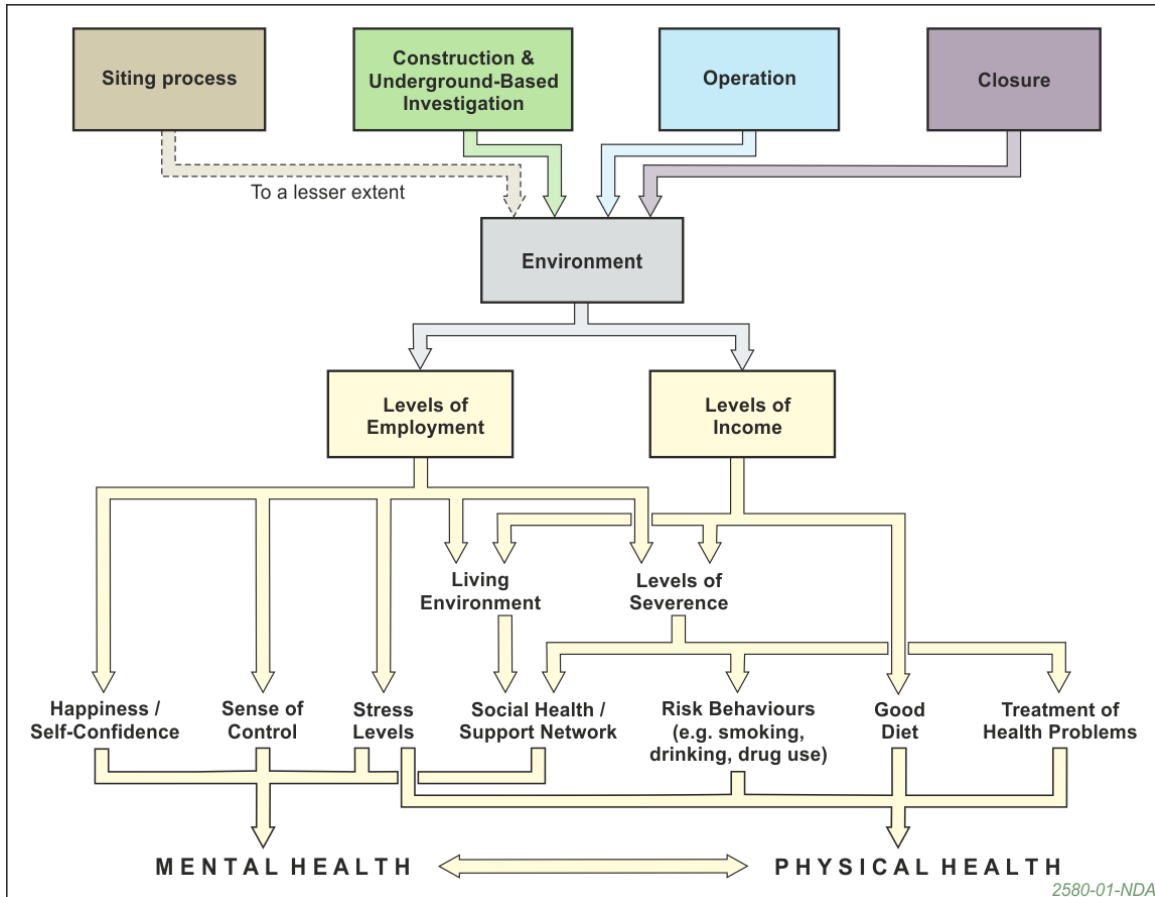 Siting process
Construction &
Underground-Based
Investigation
Operation
Closure
To a lesser extent
Environment
Levels of
Employment
Levels of
Income
Living
Environment
Levels of
Severence
Happiness /
Self-Confidence
Sense of
Control
Stress
Levels
Social Health /
Support Network
Risk Behaviours
(e.g. smoking,
drinking, drug use)
Good
Diet
Treatment of
Health Problems
MENTAL HEALTH
PHYSICAL HEALTH
2580-01-NDA